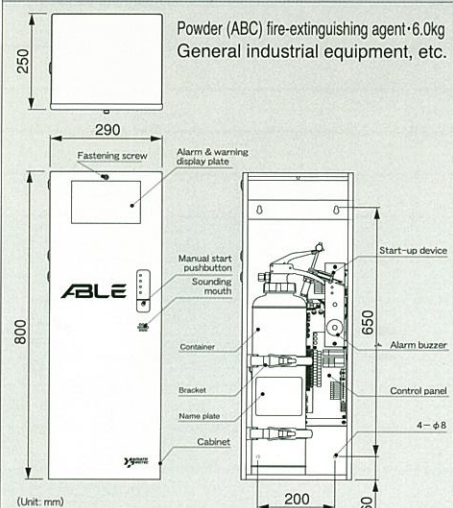 Powder (ABC) fire-extinguishing agent・6.0kg
General industrial equipment, etc.
250
290
Fastening screw
Alarm & warning
display plate
Manual start
pushbutton
Sounding
mouth
ABLE
800
Container
Bracket
Name plate
Cabinet
YAMATO
PROTEC
Start-up device
650
Alarm buzzer
Control panel
4－φ8
(Unit: mm)
200
60